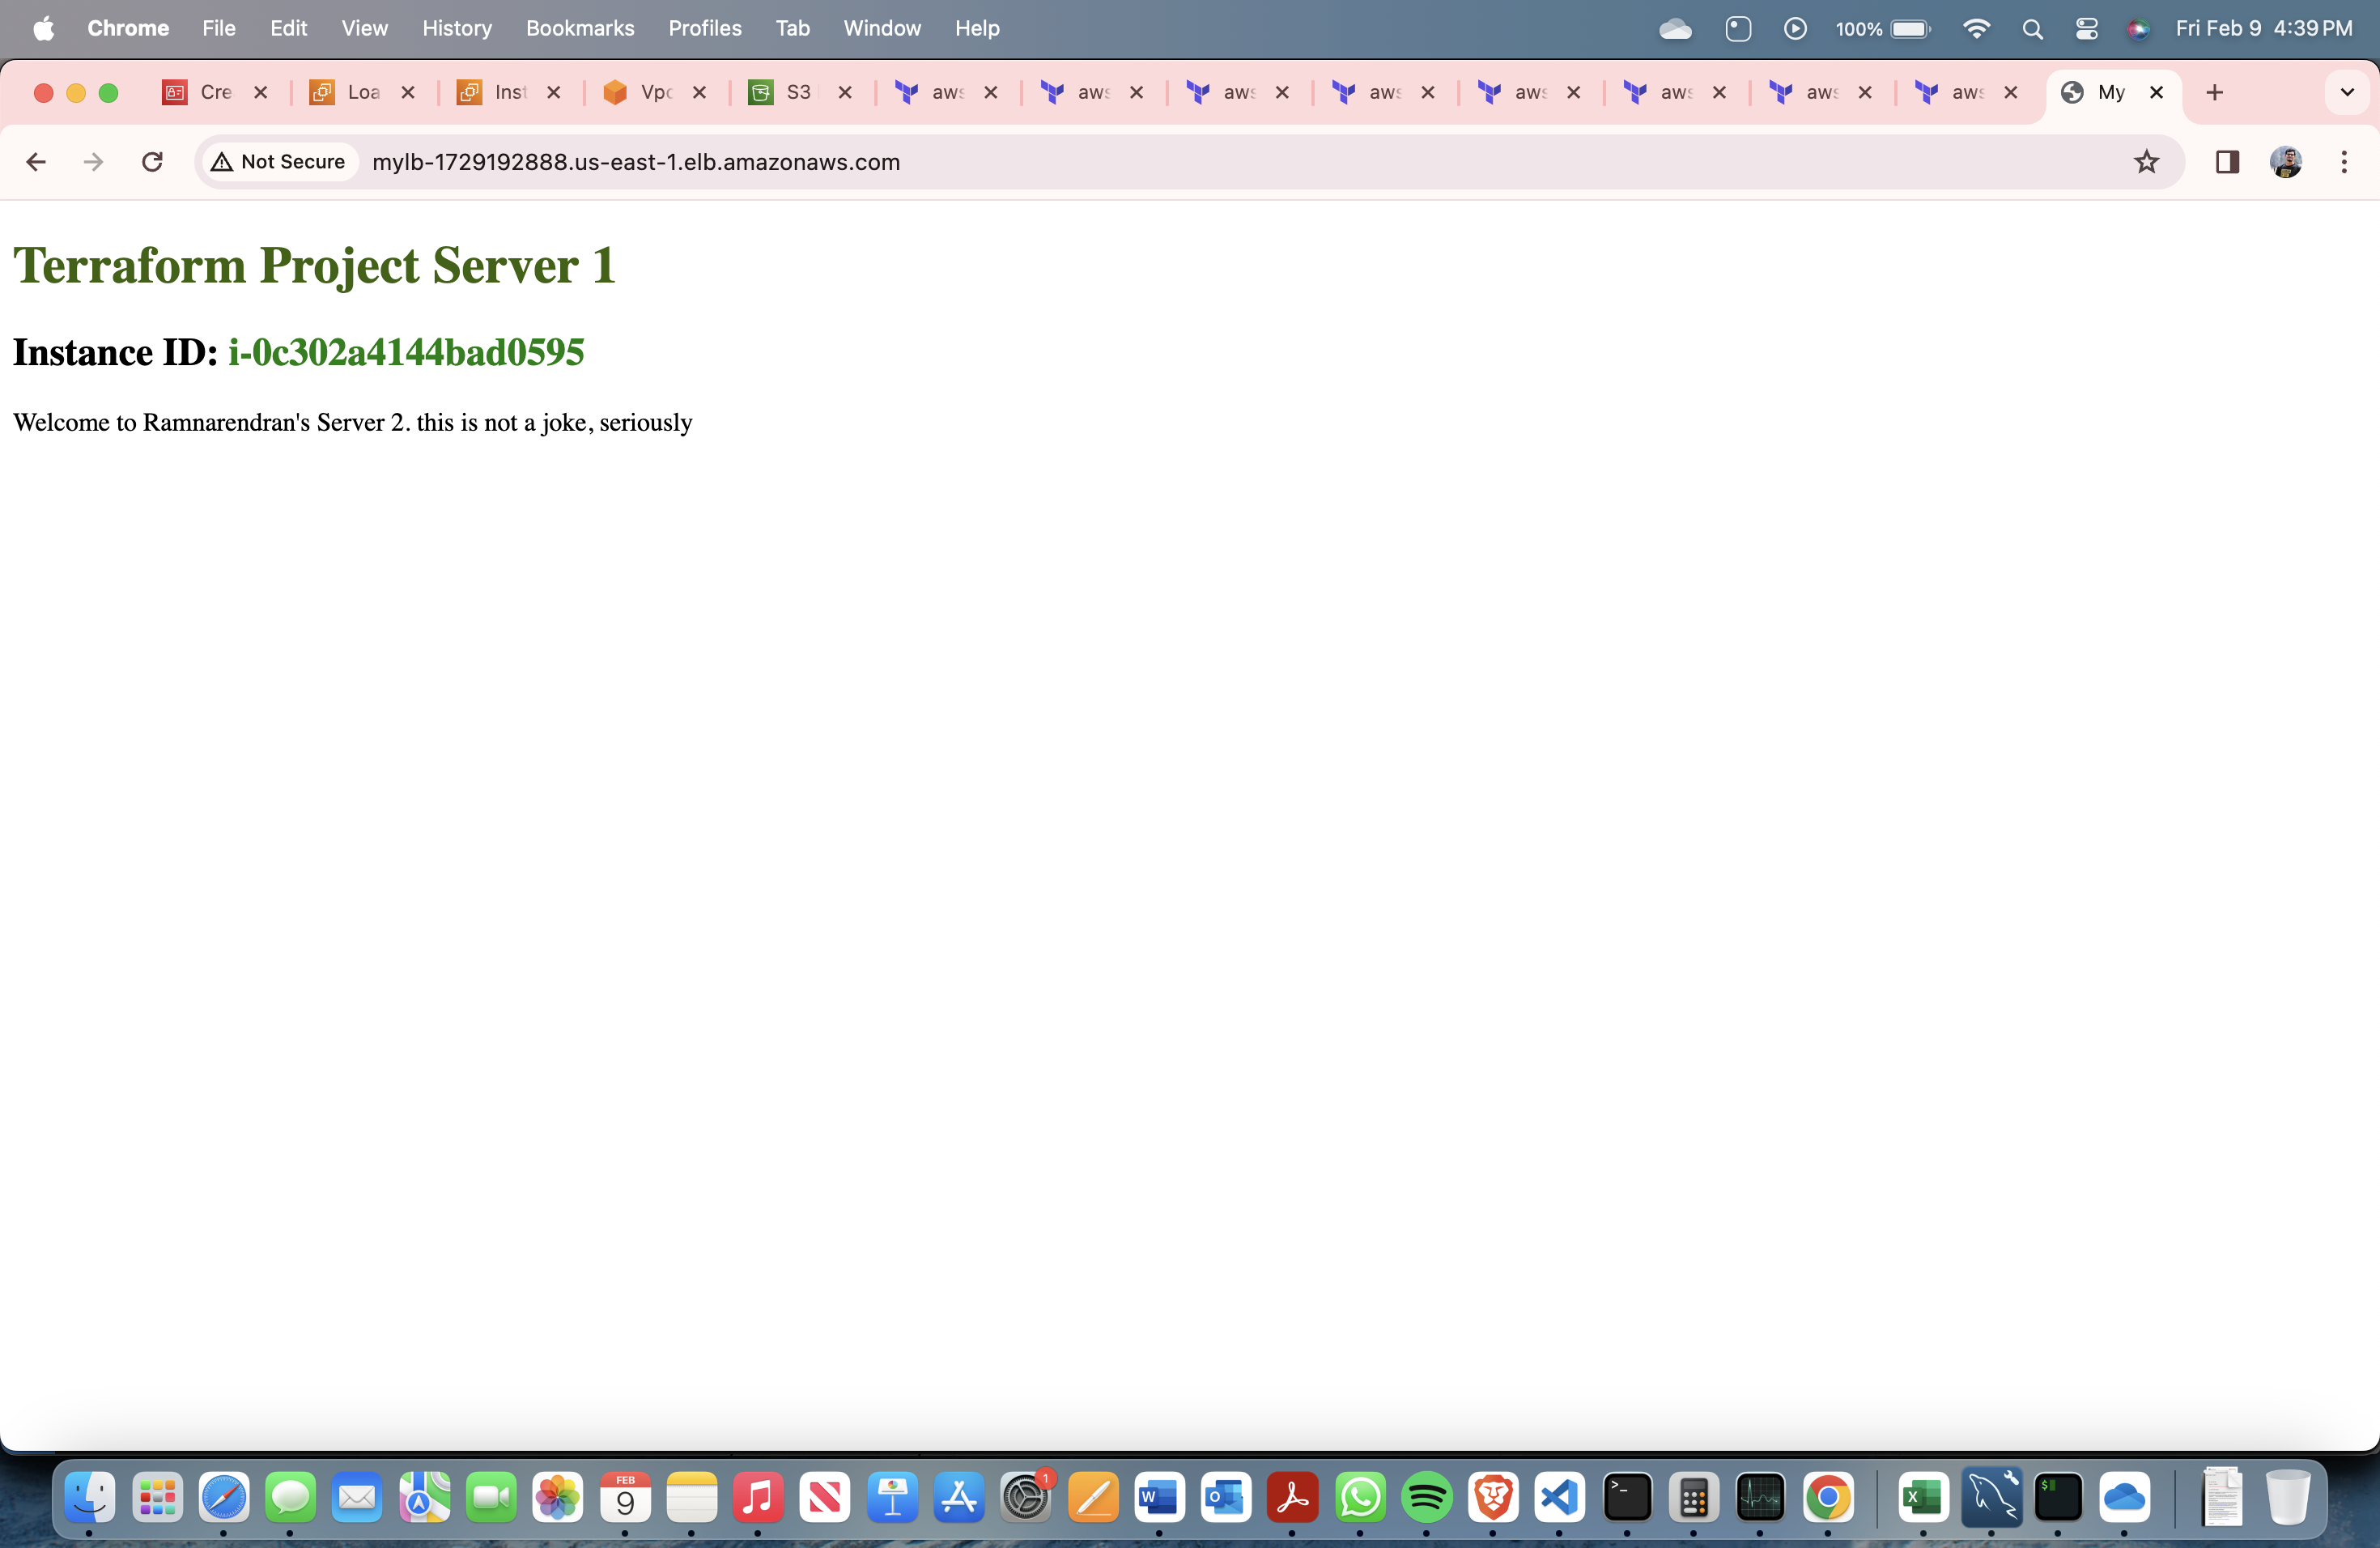 Chrome File Edit View History Bookmarks Profiles Tab Window Help 100% Fri Feb 9 4:39 PM
Cre Loa Inst Vpc S3 aws aws aws aws aws aws aws aws My
Not Secure mylb-1729192888.us-east-1.elb.amazonaws.com
Terraform Project Server 1
Instance ID: i-0c302a4144bad0595
Welcome to Ramnarendran's Server 2. this is not a joke, seriously
FEB 1
9 W O >_ X $